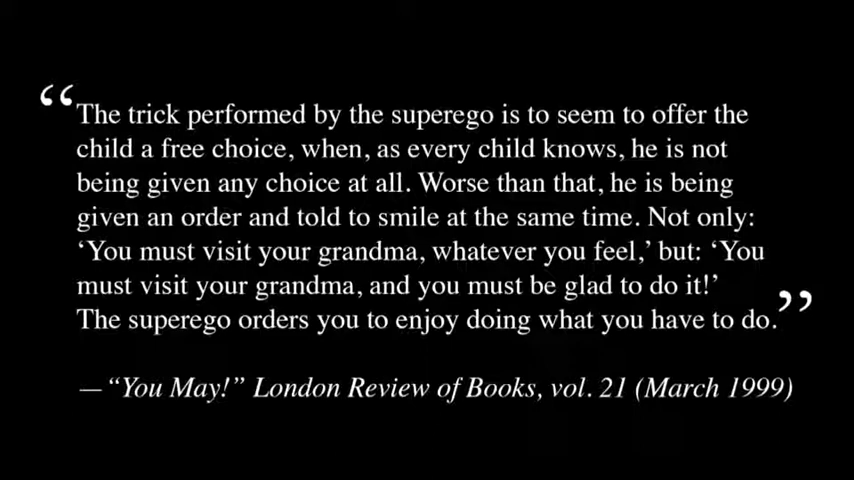 “The trick performed by the superego is to seem to offer the
child a free choice, when, as every child knows, he is not
being given any choice at all. Worse than that, he is being
given an order and told to smile at the same time. Not only:
‘You must visit your grandma, whatever you feel,’ but: ‘You
must visit your grandma, and you must be glad to do it!’
The superego orders you to enjoy doing what you have to do.”
—“You May!” London Review of Books, vol. 21 (March 1999)